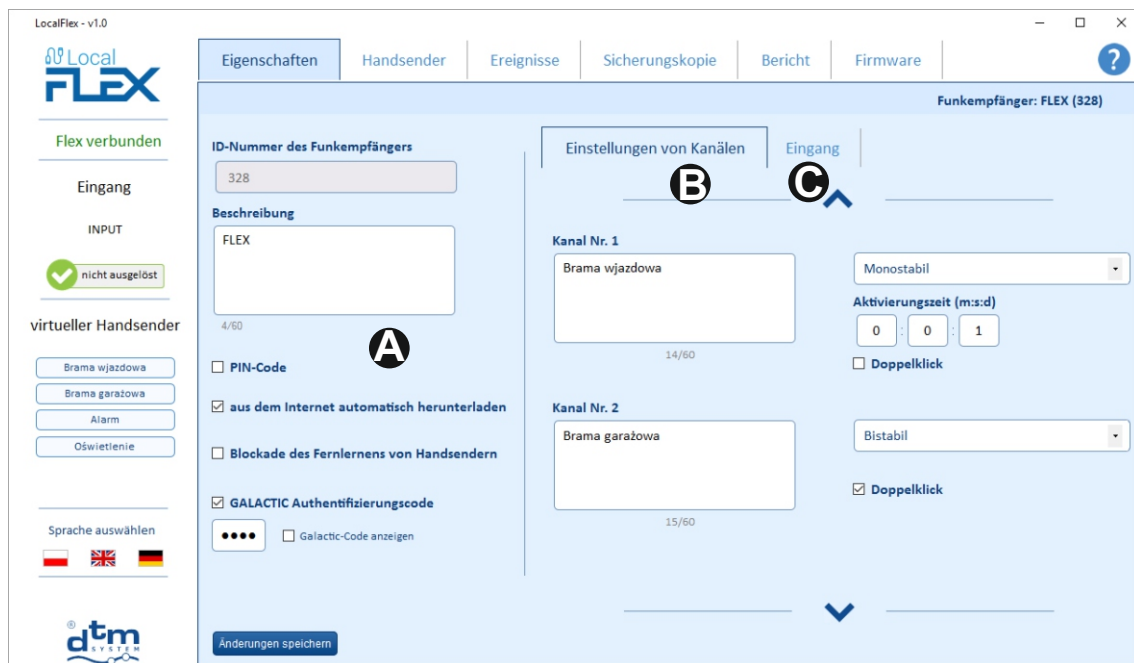 LocalFlex - v1.0
Local
FLEX
Flex verbunden
Eingang
INPUT
nicht ausgelöst
virtueller Handsender
Brama wjazdowa
Brama garażowa
Alarm
Oświetlenie
Sprache auswählen
® dtm
SYSTEM
Eigenschaften
Handsender
Ereignisse
Sicherungskopie
Bericht
Firmware
?
Funkempfänger: FLEX (328)
ID-Nummer des Funkempfängers
328
Beschreibung
FLEX
4/60
A
PIN-Code
aus dem Internet automatisch herunterladen
Blockade des Fernlernens von Handsendern
GALACTIC Authentifizierungscode
••••
Galactic-Code anzeigen
Änderungen speichern
Einstellungen von Kanälen
Eingang
B
C
Kanal Nr. 1
Brama wjazdowa
14/60
Monostabil
Aktivierungszeit (m:s:d)
0 : 0 : 1
Doppelklick
Kanal Nr. 2
Brama garażowa
15/60
Bistabil
Doppelklick